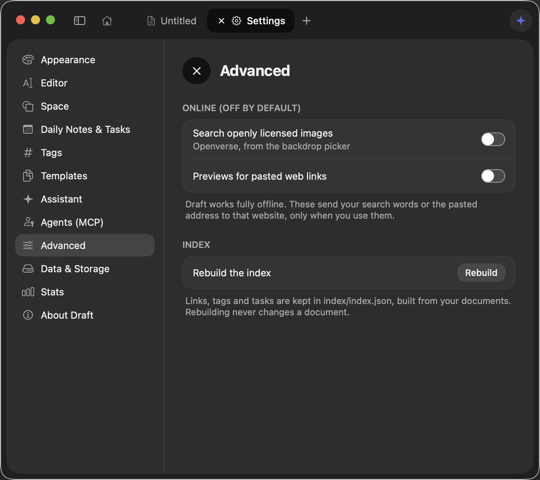 Untitled
Settings
Appearance
Editor
Space
Daily Notes & Tasks
Tags
Templates
Assistant
Agents (MCP)
Advanced
Data & Storage
Stats
About Draft
Advanced
ONLINE (OFF BY DEFAULT)
Search openly licensed images
Openverse, from the backdrop picker
Previews for pasted web links
Draft works fully offline. These send your search words or the pasted
address to that website, only when you use them.
INDEX
Rebuild the index
Rebuild
Links, tags and tasks are kept in index/index.json, built from your documents.
Rebuilding never changes a document.